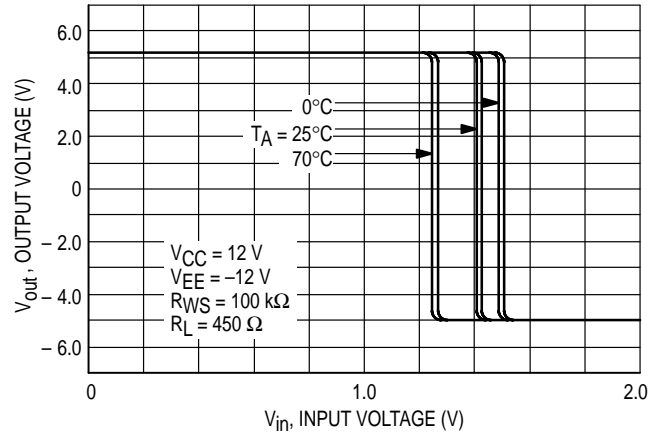 6.0
4.0
2.0
0
– 2.0
– 4.0
– 6.0
Vout, OUTPUT VOLTAGE (V)
0°C
TA = 25°C
70°C
VCC = 12 V
VEE = –12 V
RWS = 100 kΩ
RL = 450 Ω
0
1.0
2.0
Vin, INPUT VOLTAGE (V)